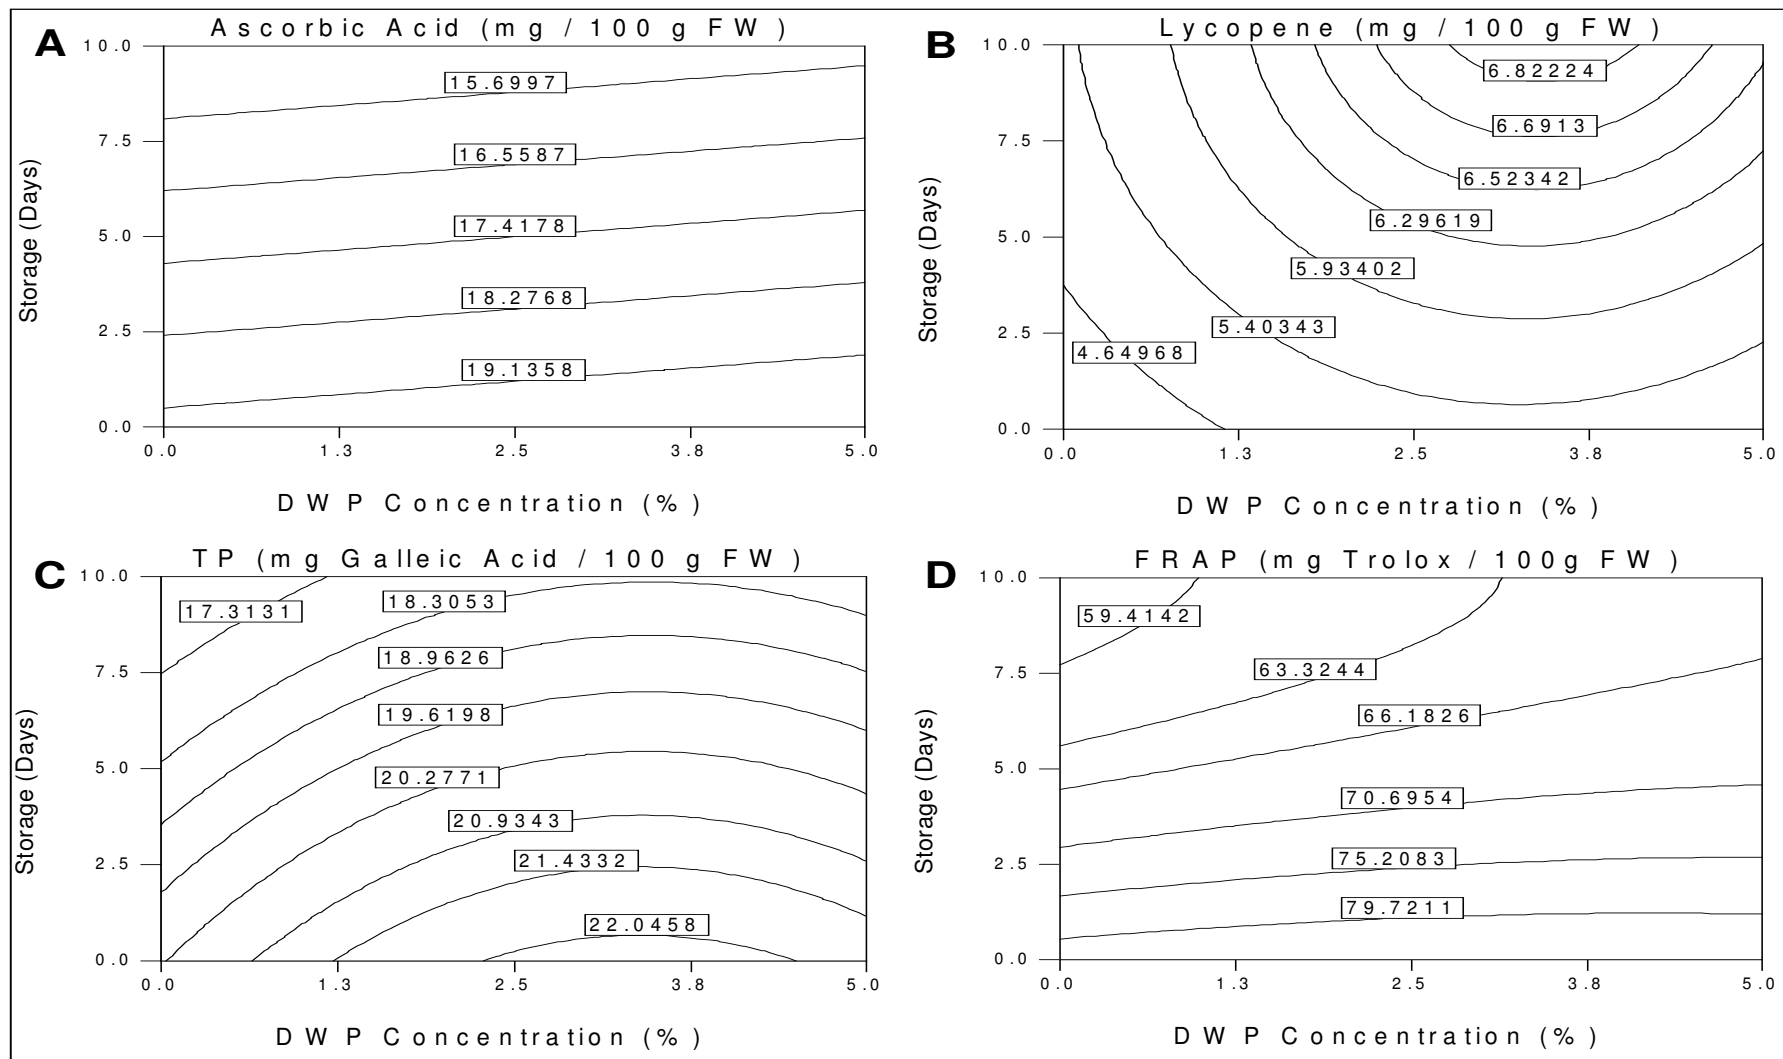 A
Ascorbic Acid (mg / 100 g FW)
10.0
7.5
5.0
2.5
0.0
Storage (Days)
15.6997
16.5587
17.4178
18.2768
19.1358
0.0 1.3 2.5 3.8 5.0
DWP Concentration (%)
B
Lycopene (mg / 100 g FW)
10.0
7.5
5.0
2.5
0.0
Storage (Days)
6.82224
6.6913
6.52342
6.29619
5.93402
5.40343
4.64968
0.0 1.3 2.5 3.8 5.0
DWP Concentration (%)
C
TP (mg Galleic Acid / 100 g FW)
10.0
7.5
5.0
2.5
0.0
Storage (Days)
17.3131
18.3053
18.9626
19.6198
20.2771
20.9343
21.4332
22.0458
0.0 1.3 2.5 3.8 5.0
DWP Concentration (%)
D
FRAP (mg Trolox / 100g FW)
10.0
7.5
5.0
2.5
0.0
Storage (Days)
59.4142
63.3244
66.1826
70.6954
75.2083
79.7211
0.0 1.3 2.5 3.8 5.0
DWP Concentration (%)